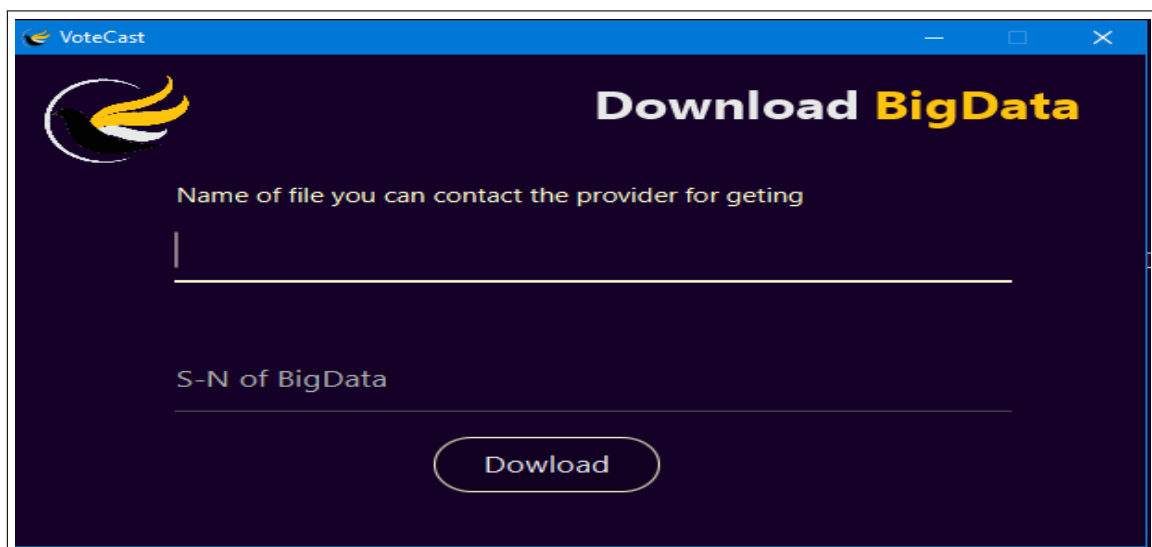 VoteCast
Download BigData
Name of file you can contact the provider for geting
S-N of BigData
Dowload